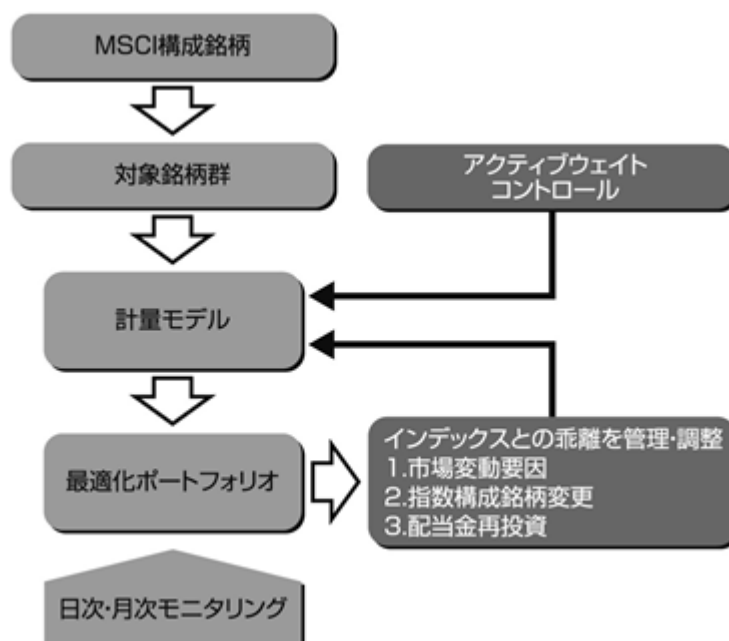 MSCI構成銘柄
対象銘柄群
アクティブウェイト
コントロール
計量モデル
最適化ポートフォリオ
インデックスとの乖離を管理・調整
1.市場変動要因
2.指数構成銘柄変更
3.配当金再投資
日次・月次モニタリング